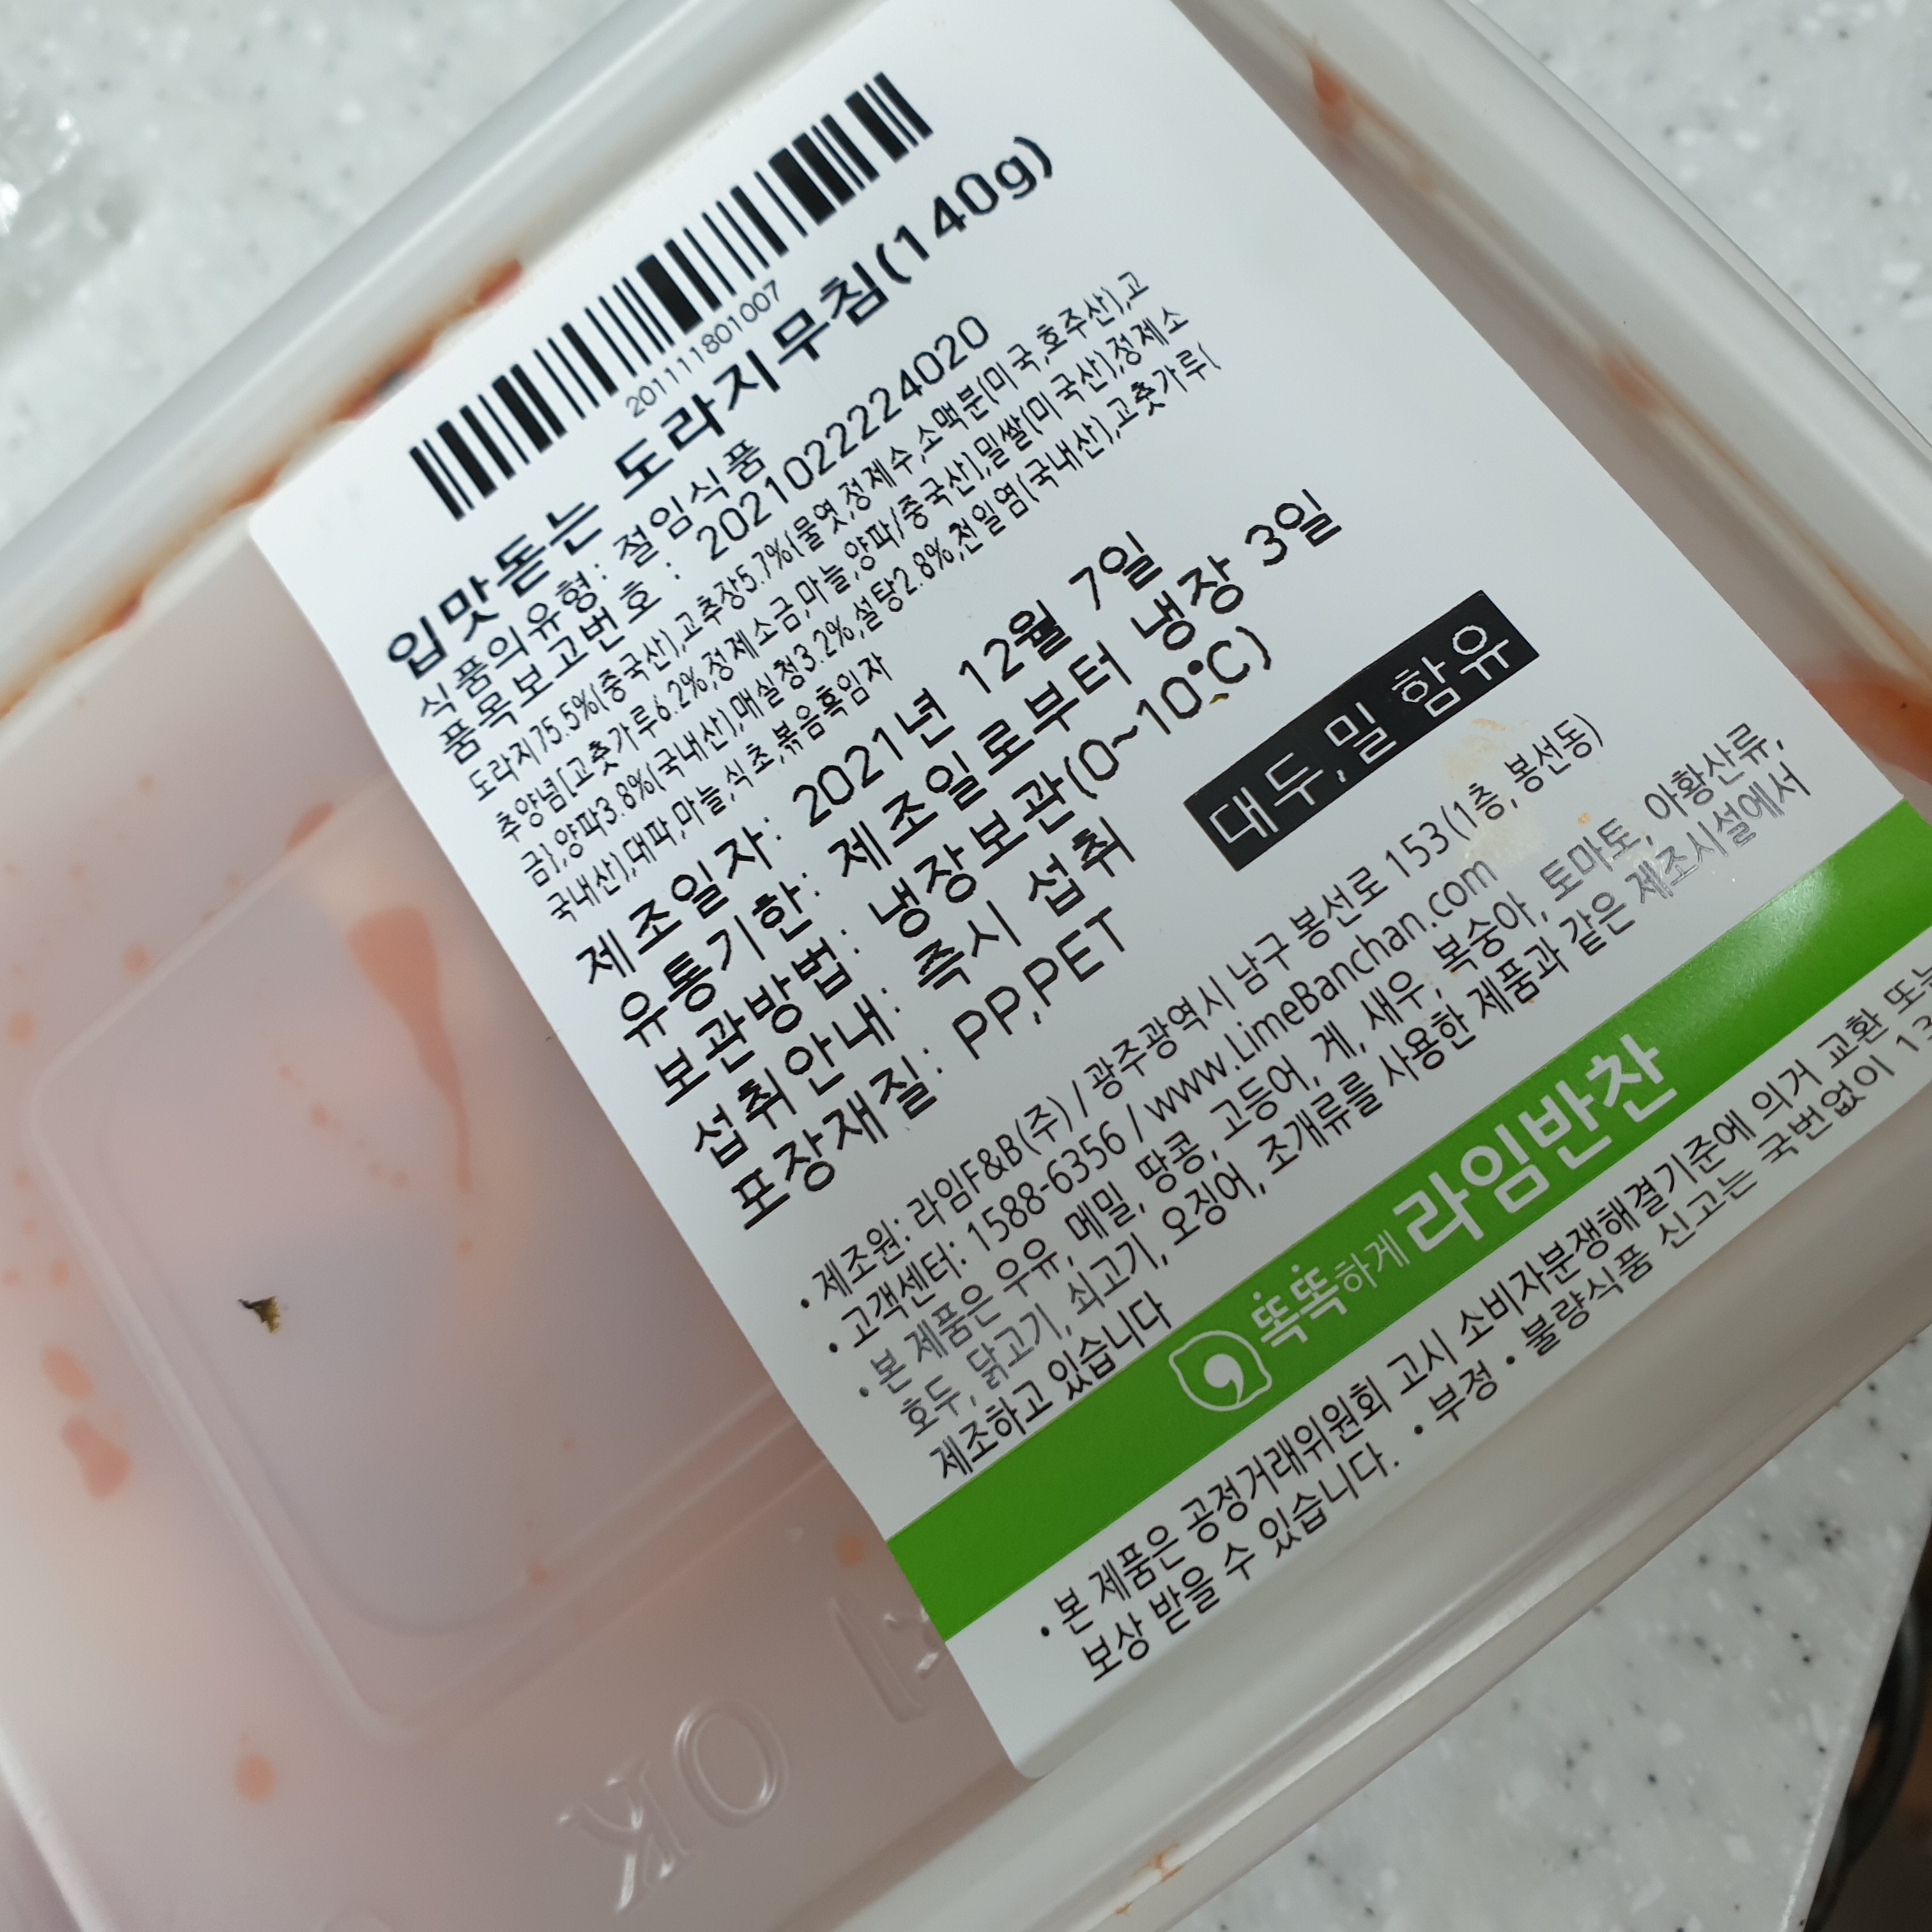 201111801007
입맛돋는 도라지무침(140g)
식품의유형: 절임식품
품목보고번호 : 2021022224020
도라지75.5%(중국산),고추장5.7%{물엿,정제수,소맥분(미국,호주산),고
추양념[고춧가루6.2%,정제소금,마늘,양파/중국산],밀쌀(미국산),정제소
금},양파3.8%(국내산),매실청3.2%,설탕2.8%,천일염(국내산),고춧가루(
국내산),대파,마늘,식초,볶음흑임자
제조일자: 2021년 12월 7일
유통기한: 제조일로부터 냉장 3일
보관방법: 냉장보관(0~10℃)
섭취안내: 즉시 섭취
포장재질: PP,PET
대두,밀 함유
• 제조원: 라임F&B(주) / 광주광역시 남구 봉선로 153 (1층, 봉선동)
• 고객센터: 1588-6356 / www.LimeBanchan.com
• 본 제품은 우유, 메밀, 땅콩, 고등어, 게, 새우, 복숭아, 토마토, 아황산류,
호두, 닭고기, 쇠고기, 오징어, 조개류를 사용한 제품과 같은 제조시설에서
제조하고 있습니다
똑똑하게 라임반찬
• 본 제품은 공정거래위원회 고시 소비자분쟁해결기준에 의거 교환 또는
보상 받을 수 있습니다. • 부정 • 불량식품 신고는 국번없이 13
OK